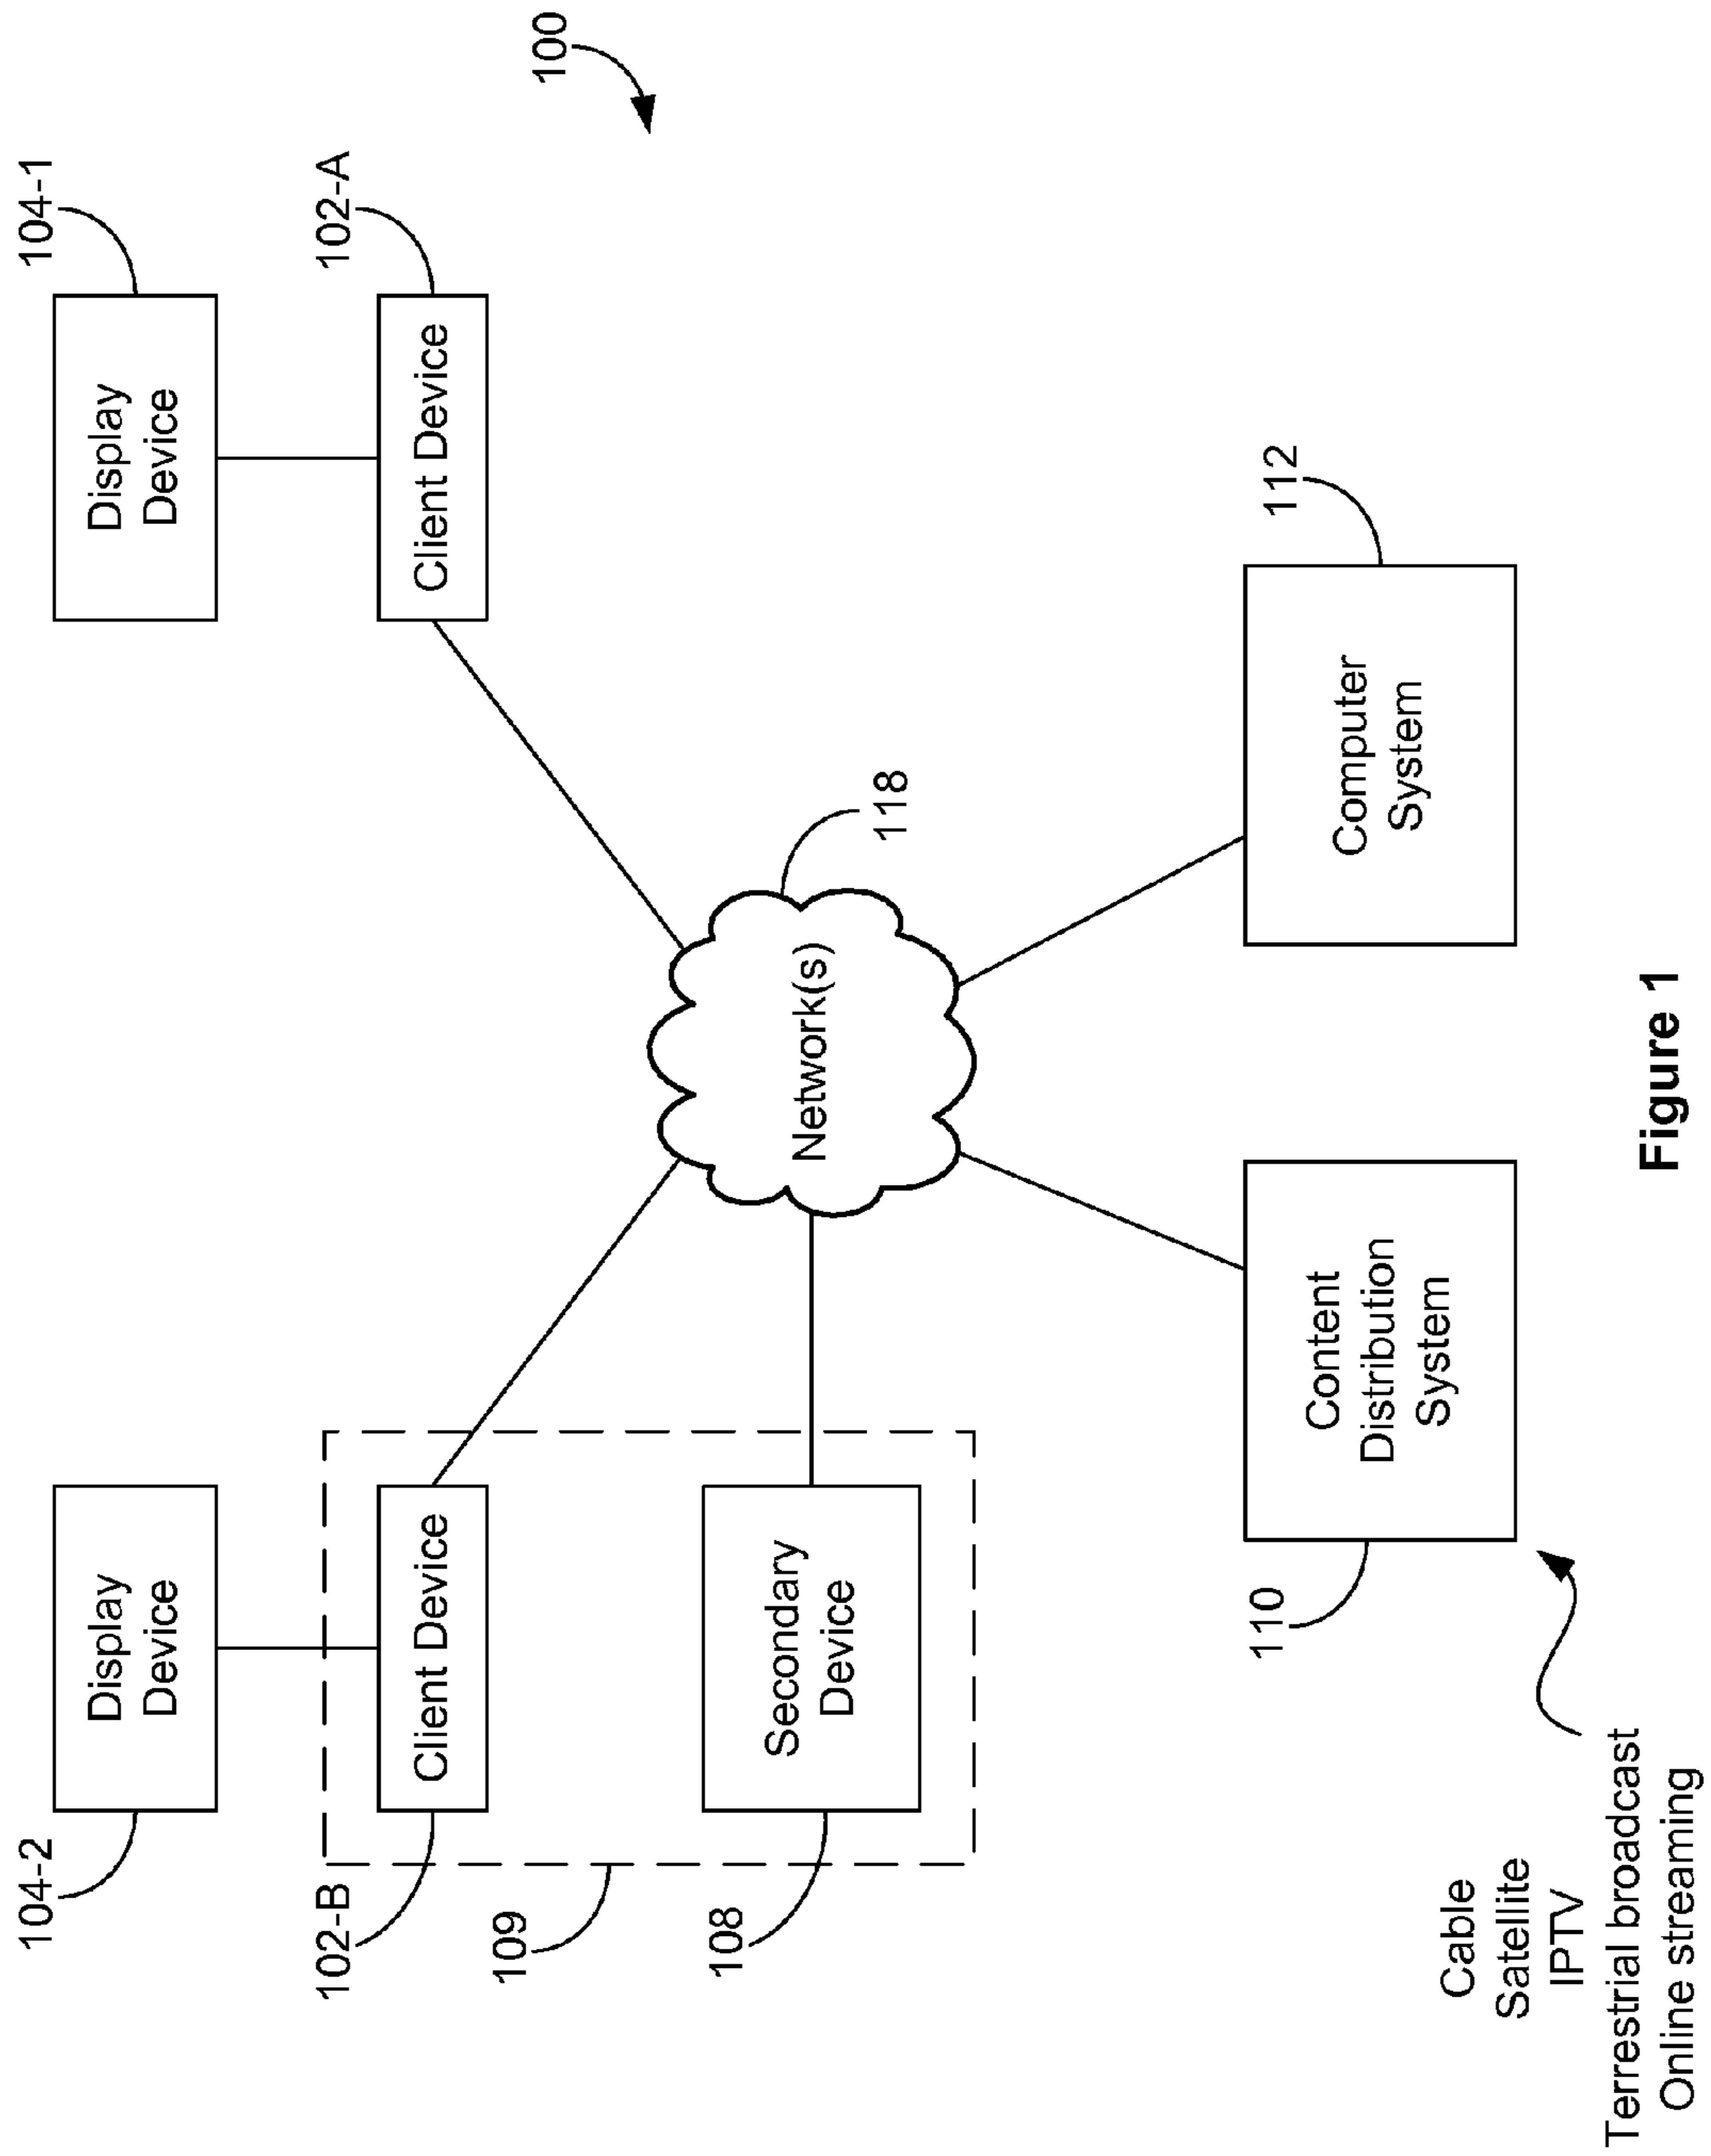 104-2
Display
Device
104-1
Display
Device
102-B
Client Device
102-A
Client Device
109
100
108
Secondary
Device
Network(s)
118
110
Content
Distribution
System
112
Computer
System
Cable
Satellite
IPTV
Terrestrial broadcast
Online streaming
Figure 1